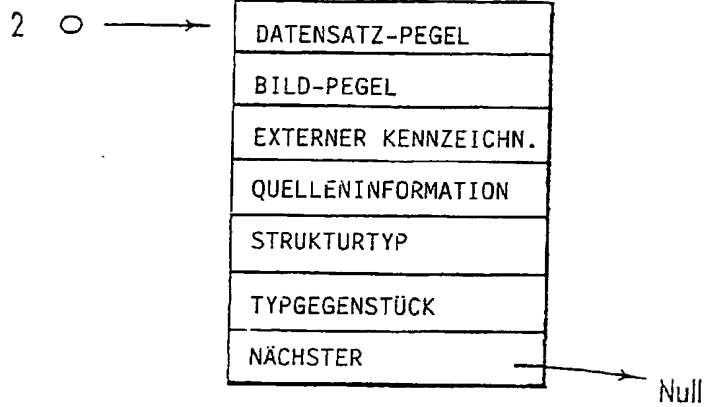 2
DATENSATZ-PEGEL
BILD-PEGEL
EXTERNER KENNZEICHN.
QUELLENINFORMATION
STRUKTURTYP
TYPGEGENSTÜCK
NÄCHSTER
Null